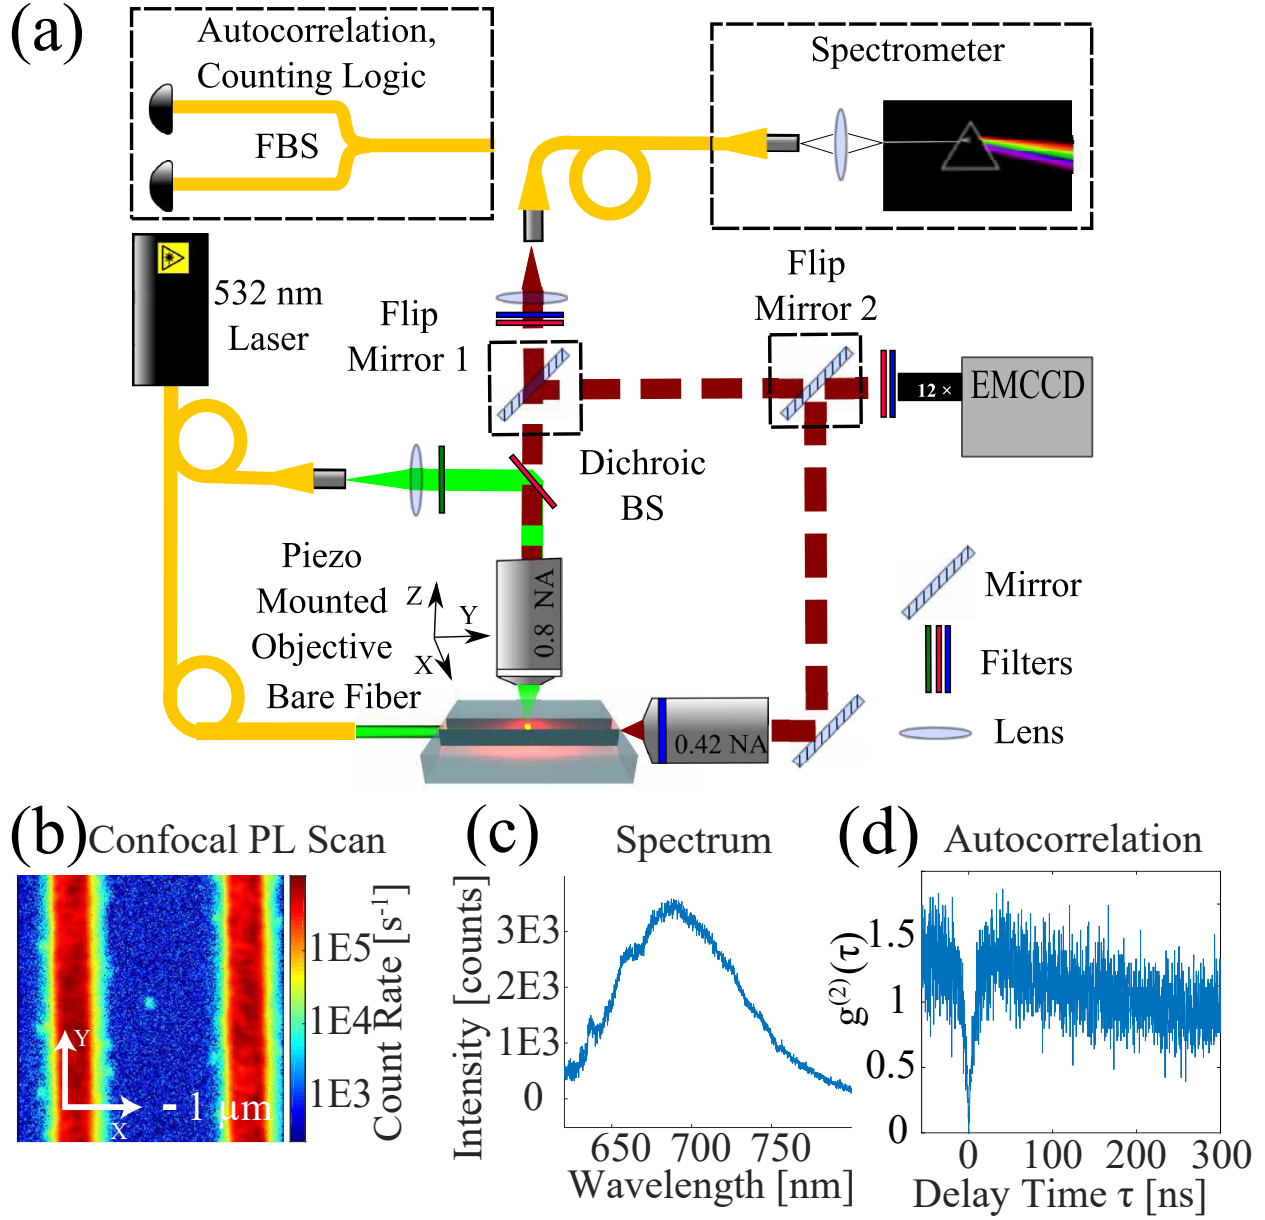 (a)
Autocorrelation,
Counting Logic
FBS
Spectrometer
532 nm
Laser
Flip
Mirror 1
Flip
Mirror 2
12 ×
EMCCD
Dichroic
BS
Piezo
Mounted
Objective
Z
Y
X
0.8 NA
Bare Fiber
0.42 NA
Mirror
Filters
Lens
(b)
Confocal PL Scan
Y
X
1 μm
1E5
1E4
1E3
Count Rate [s⁻¹]
(c)
Spectrum
Intensity [counts]
3E3
2E3
1E3
0
650 700 750
Wavelength [nm]
(d)
Autocorrelation
g⁽²⁾(τ)
1.5
1
0.5
0
0 100 200 300
Delay Time τ [ns]